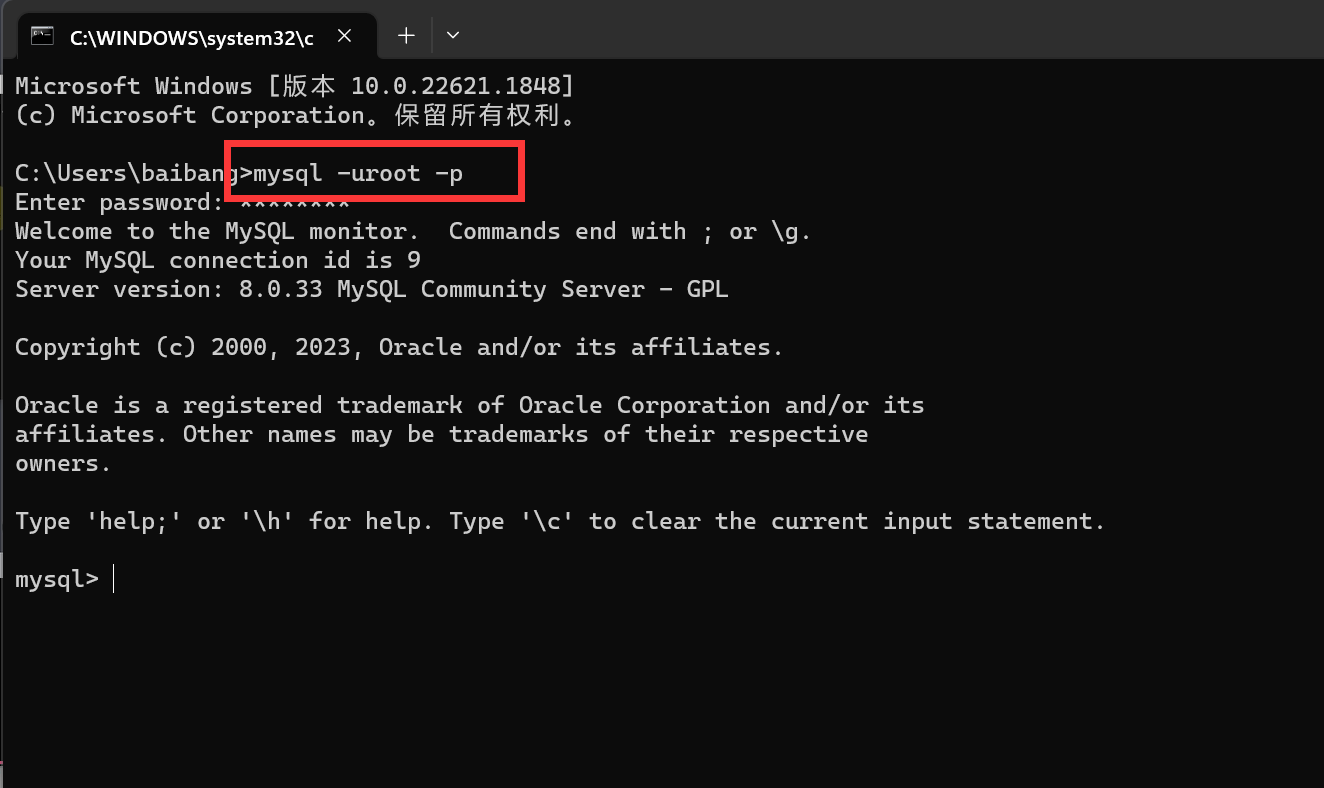 C:\WINDOWS\system32\c
Microsoft Windows [版本 10.0.22621.1848]
(c) Microsoft Corporation。保留所有权利。
C:\Users\baibang>mysql -uroot -p
Enter password: ********
Welcome to the MySQL monitor.  Commands end with ; or \g.
Your MySQL connection id is 9
Server version: 8.0.33 MySQL Community Server - GPL
Copyright (c) 2000, 2023, Oracle and/or its affiliates.
Oracle is a registered trademark of Oracle Corporation and/or its
affiliates. Other names may be trademarks of their respective
owners.
Type 'help;' or '\h' for help. Type '\c' to clear the current input statement.
mysql>